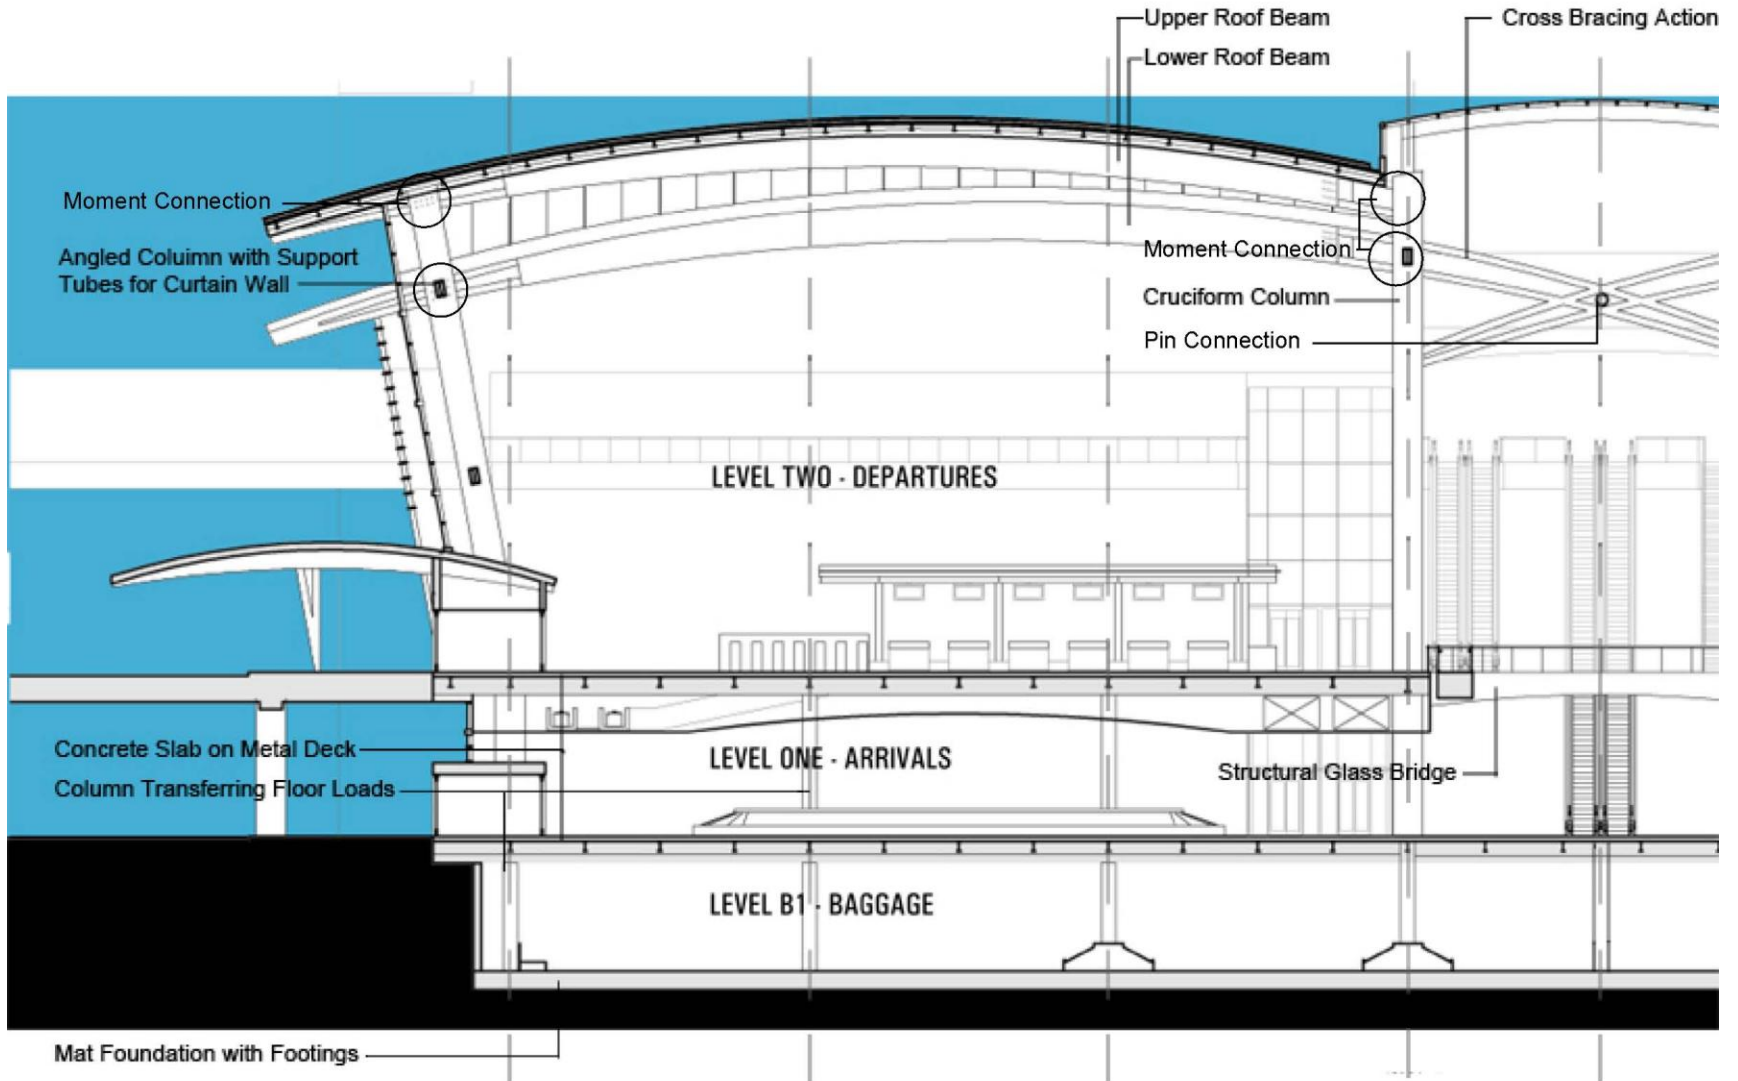 Upper Roof Beam
Cross Bracing Action
Lower Roof Beam
Moment Connection
Angled Coluimn with Support
Tubes for Curtain Wall
Moment Connection
Cruciform Column
Pin Connection
LEVEL TWO - DEPARTURES
Concrete Slab on Metal Deck
LEVEL ONE - ARRIVALS
Structural Glass Bridge
Column Transferring Floor Loads
LEVEL B1 - BAGGAGE
Mat Foundation with Footings